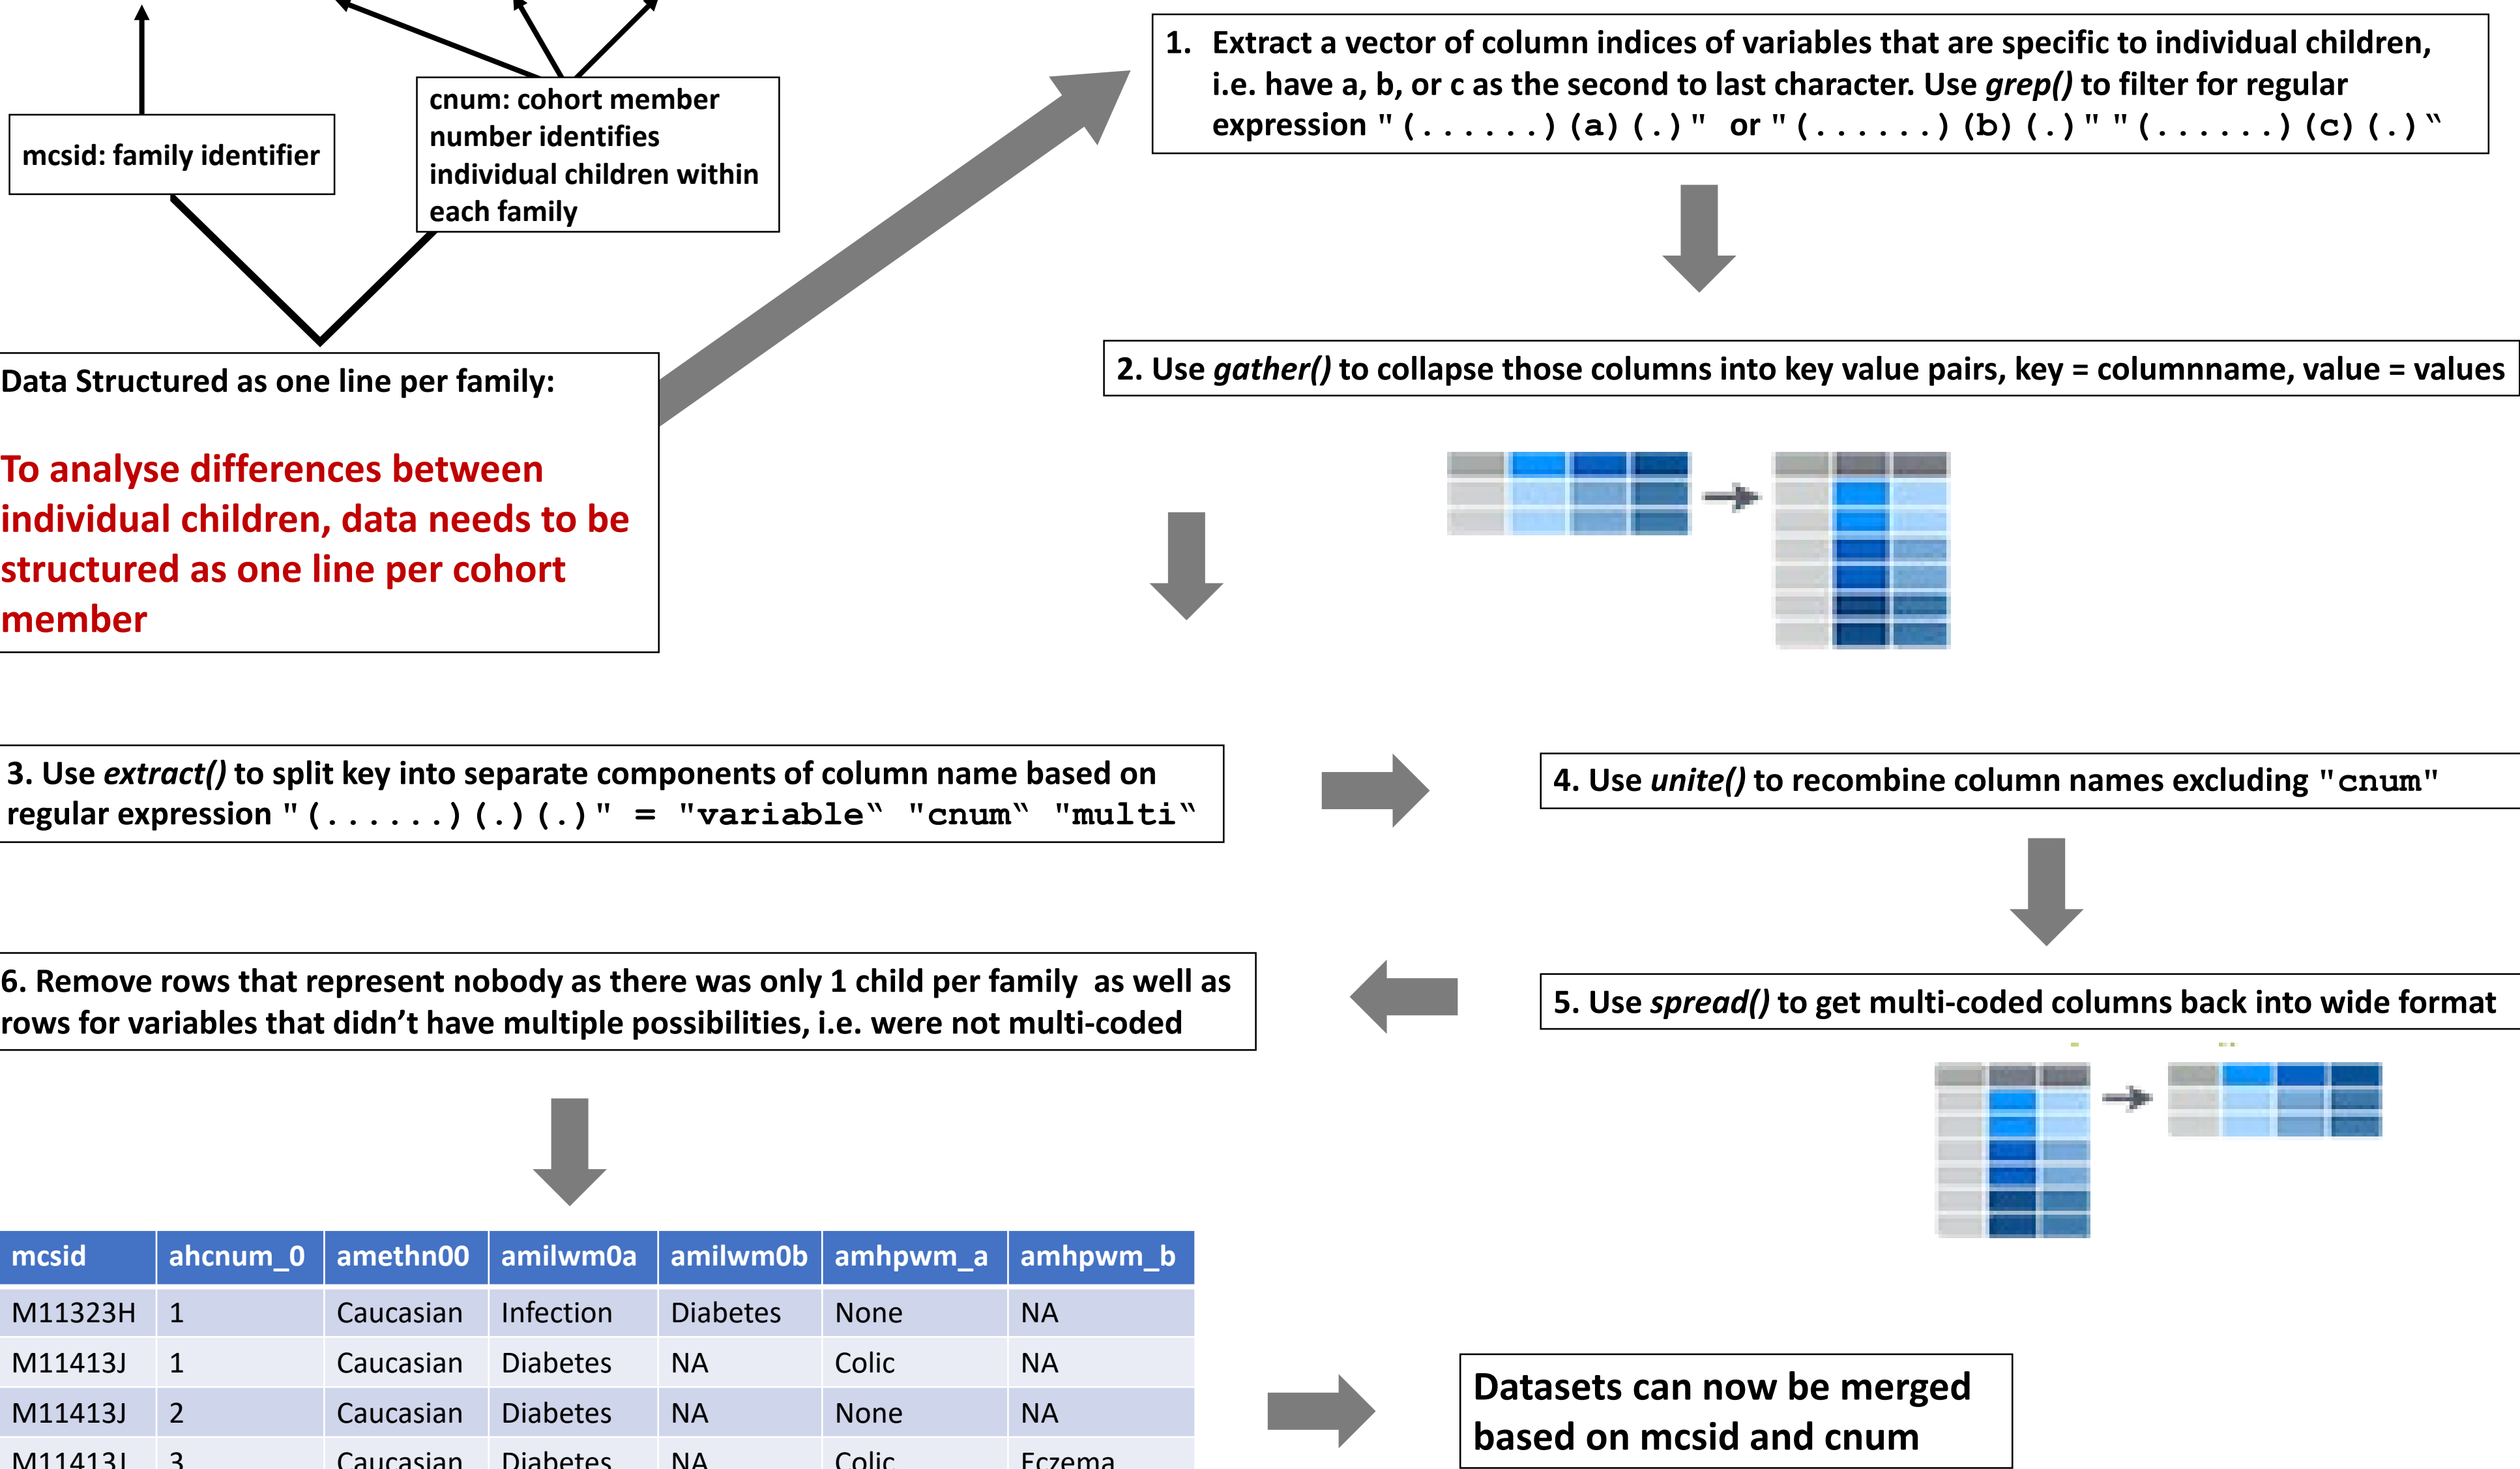 mcsid: family identifier
cnum: cohort member
number identifies
individual children within
each family
Data Structured as one line per family:
To analyse differences between
individual children, data needs to be
structured as one line per cohort
member
1. Extract a vector of column indices of variables that are specific to individual children,
i.e. have a, b, or c as the second to last character. Use grep() to filter for regular
expression "(......)(a)(.)" or "(......)(b)(.)" "(......)(c)(.)‟
2. Use gather() to collapse those columns into key value pairs, key = columnname, value = values
3. Use extract() to split key into separate components of column name based on
regular expression "(......)(.)(.)" = "variable‟ "cnum‟ "multi‟
4. Use unite() to recombine column names excluding "cnum"
5. Use spread() to get multi-coded columns back into wide format
6. Remove rows that represent nobody as there was only 1 child per family as well as
rows for variables that didn’t have multiple possibilities, i.e. were not multi-coded
mcsid ahcnum_0 amethn00 amilwm0a amilwm0b amhpwm_a amhpwm_b
M11323H 1 Caucasian Infection Diabetes None NA
M11413J 1 Caucasian Diabetes NA Colic NA
M11413J 2 Caucasian Diabetes NA None NA
M11413J 3 Caucasian Diabetes NA Colic Eczema
Datasets can now be merged
based on mcsid and cnum